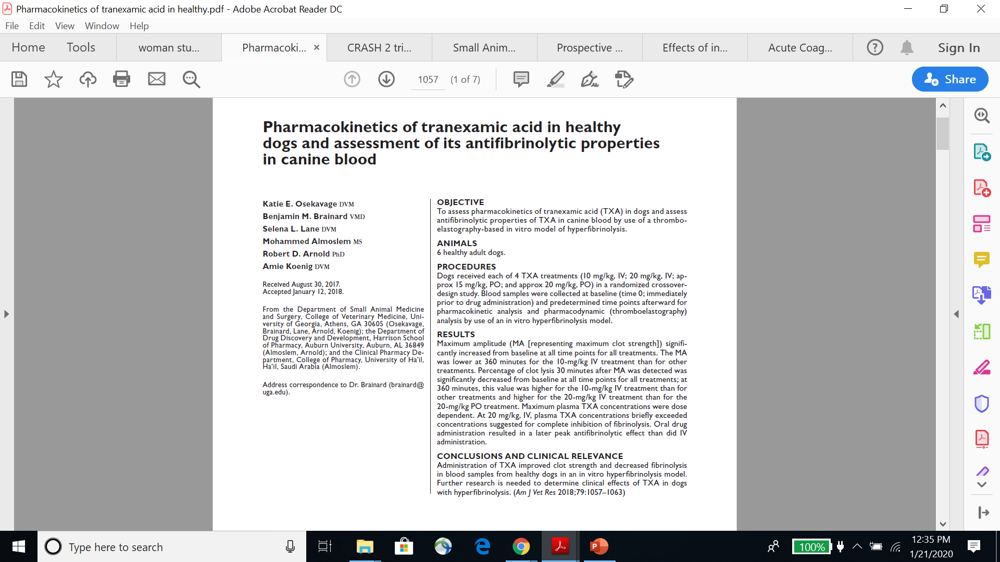 Pharmacokinetics of tranexamic acid in healthy.pdf - Adobe Acrobat Reader DC
File Edit View Window Help
Home Tools woman stu... Pharmacoki... × CRASH 2 tri... Small Anim... Prospective ... Effects of in... Acute Coag... Sign In
1057 (1 of 7) Share
Pharmacokinetics of tranexamic acid in healthy
dogs and assessment of its antifibrinolytic properties
in canine blood
Katie E. Osekavage DVM
Benjamin M. Brainard VMD
Selena L. Lane DVM
Mohammed Almoslem MS
Robert D. Arnold PhD
Amie Koenig DVM
Received August 30, 2017.
Accepted January 12, 2018.
From the Department of Small Animal Medicine
and Surgery, College of Veterinary Medicine, Uni-
versity of Georgia, Athens, GA 30605 (Osekavage,
Brainard, Lane, Arnold, Koenig); the Department of
Drug Discovery and Development, Harrison School
of Pharmacy, Auburn University, Auburn, AL 36849
(Almoslem, Arnold); and the Clinical Pharmacy De-
partment, College of Pharmacy, University of Ha'il,
Ha'il, Saudi Arabia (Almoslem).
Address correspondence to Dr. Brainard (brainard@
uga.edu).
OBJECTIVE
To assess pharmacokinetics of tranexamic acid (TXA) in dogs and assess
antifibrinolytic properties of TXA in canine blood by use of a thrombo-
elastography-based in vitro model of hyperfibrinolysis.
ANIMALS
6 healthy adult dogs.
PROCEDURES
Dogs received each of 4 TXA treatments (10 mg/kg, IV; 20 mg/kg, IV; ap-
prox 15 mg/kg, PO; and approx 20 mg/kg, PO) in a randomized crossover-
design study. Blood samples were collected at baseline (time 0; immediately
prior to drug administration) and predetermined time points afterward for
pharmacokinetic analysis and pharmacodynamic (thromboelastography)
analysis by use of an in vitro hyperfibrinolysis model.
RESULTS
Maximum amplitude (MA [representing maximum clot strength]) signifi-
cantly increased from baseline at all time points for all treatments. The MA
was lower at 360 minutes for the 10-mg/kg IV treatment than for other
treatments. Percentage of clot lysis 30 minutes after MA was detected was
significantly decreased from baseline at all time points for all treatments; at
360 minutes, this value was higher for the 10-mg/kg IV treatment than for
other treatments and higher for the 20-mg/kg IV treatment than for the
20-mg/kg PO treatment. Maximum plasma TXA concentrations were dose
dependent. At 20 mg/kg, IV, plasma TXA concentrations briefly exceeded
concentrations suggested for complete inhibition of fibrinolysis. Oral drug
administration resulted in a later peak antifibrinolytic effect than did IV
administration.
CONCLUSIONS AND CLINICAL RELEVANCE
Administration of TXA improved clot strength and decreased fibrinolysis
in blood samples from healthy dogs in an in vitro hyperfibrinolysis model.
Further research is needed to determine clinical effects of TXA in dogs
with hyperfibrinolysis. (Am J Vet Res 2018;79:1057–1063)
Type here to search
100%
12:35 PM
1/21/2020